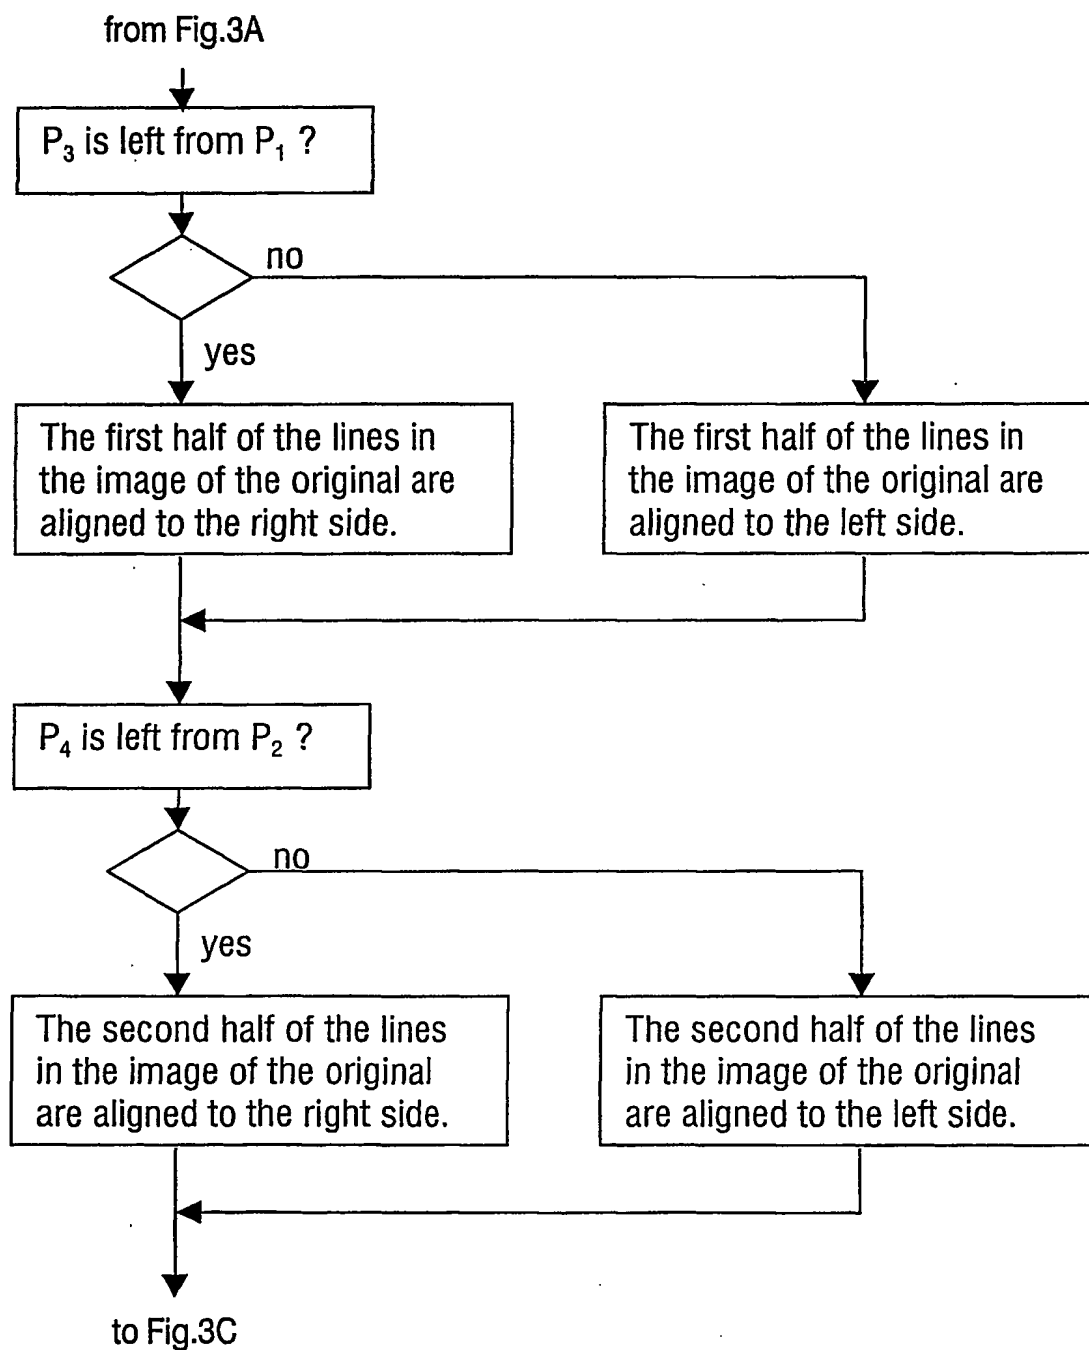 from Fig.3A
P₃ is left from P₁ ?
no
yes
The first half of the lines in
the image of the original are
aligned to the right side.
The first half of the lines in
the image of the original are
aligned to the left side.
P₄ is left from P₂ ?
no
yes
The second half of the lines
in the image of the original
are aligned to the right side.
The second half of the lines
in the image of the original
are aligned to the left side.
to Fig.3C